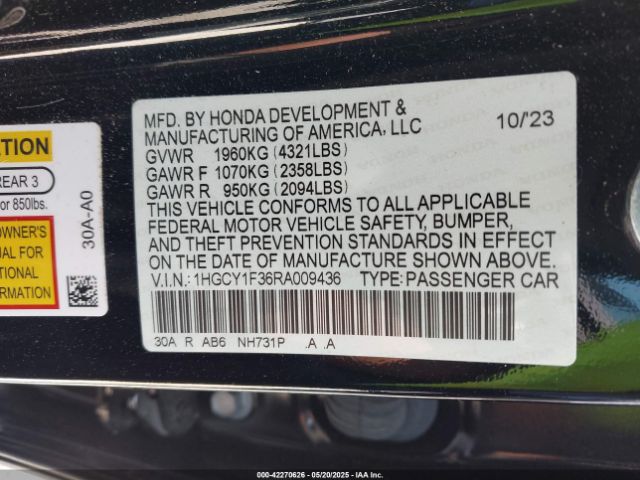 MFD. BY HONDA DEVELOPMENT &
MANUFACTURING OF AMERICA, LLC 10/'23
GVWR 1960KG (4321LBS)
GAWR F 1070KG (2358LBS)
GAWR R 950KG (2094LBS)
THIS VEHICLE CONFORMS TO ALL APPLICABLE
FEDERAL MOTOR VEHICLE SAFETY, BUMPER,
AND THEFT PREVENTION STANDARDS IN EFFECT
ON THE DATE OF MANUFACTURE SHOWN ABOVE.
V.I.N.: 1HGCY1F36RA009436 TYPE: PASSENGER CAR
30A R AB6 NH731P .A .A
ATION
REAR 3
or 850lbs.
OWNER'S
UAL FOR
TIONAL
MATION
30A-A0
000-42270626 - 05/20/2025 - IAA Inc.